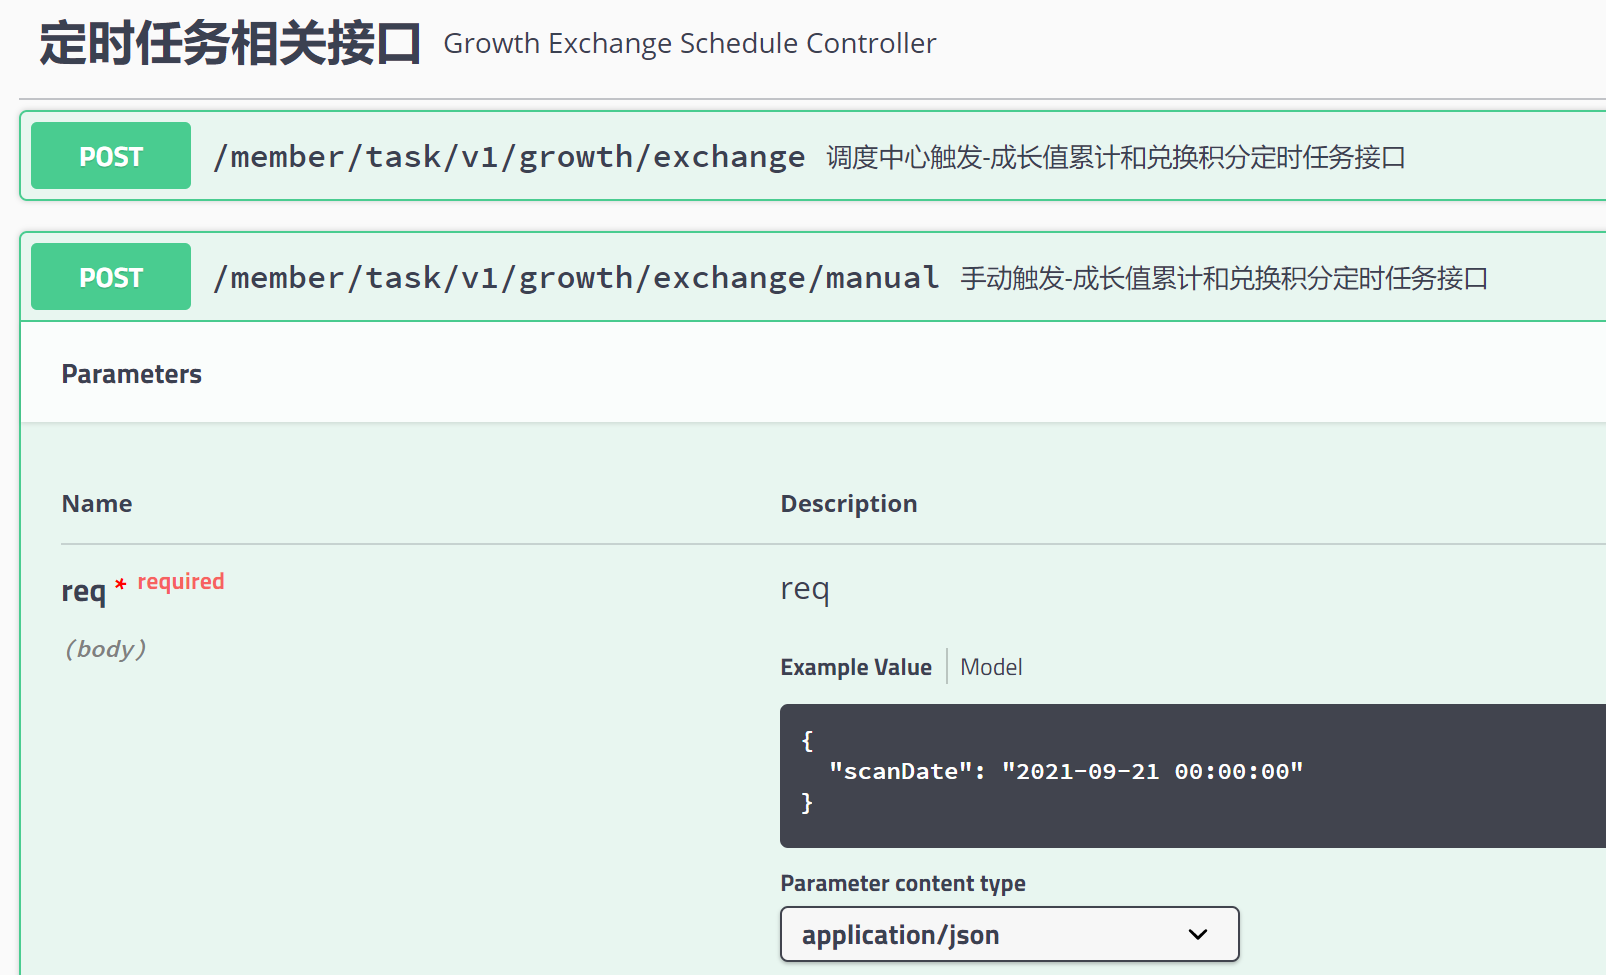 定时任务相关接口 Growth Exchange Schedule Controller
POST /member/task/v1/growth/exchange 调度中心触发-成长值累计和兑换积分定时任务接口
POST /member/task/v1/growth/exchange/manual 手动触发-成长值累计和兑换积分定时任务接口
Parameters
Name Description
req * required req
(body)
Example Value Model
{
"scanDate": "2021-09-21 00:00:00"
}
Parameter content type
application/json